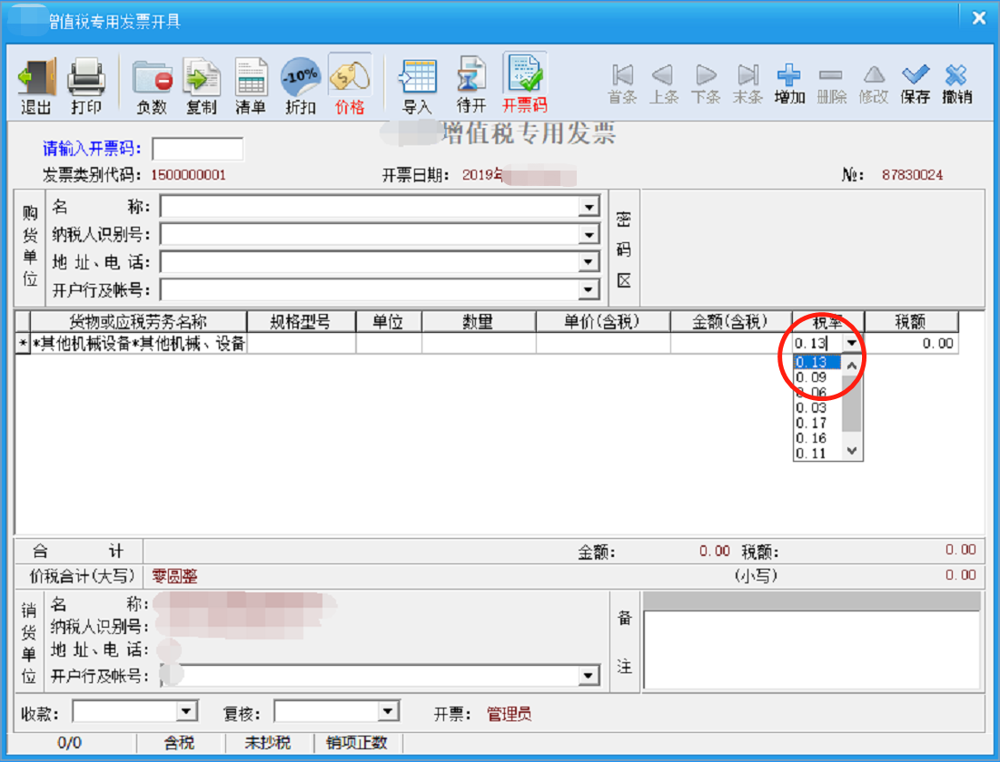 增值税专用发票开具
退出 打印 负数 复制 清单 -10% 折扣 价格 导入 待开 开票码 首条 上条 下条 末条 增加 删除 修改 保存 撤销
增值税专用发票
请输入开票码:
发票类别代码: 1500000001 开票日期: 2019年 №: 87830024
购货单位
名 称:
纳税人识别号:
地 址、电 话:
开户行及帐号:
密码区
货物或应税劳务名称 规格型号 单位 数量 单价(含税) 金额(含税) 税率 税额
* *其他机械设备*其他机械、设备 0.13 0.00
0.13
0.09
0.06
0.03
0.17
0.16
0.11
合 计 金额: 0.00 税额: 0.00
价税合计(大写) 零圆整 (小写) 0.00
销货单位
名 称:
纳税人识别号:
地 址、电 话:
开户行及帐号:
备注
收款: 复核: 开票: 管理员
0/0 含税 未抄税 销项正数